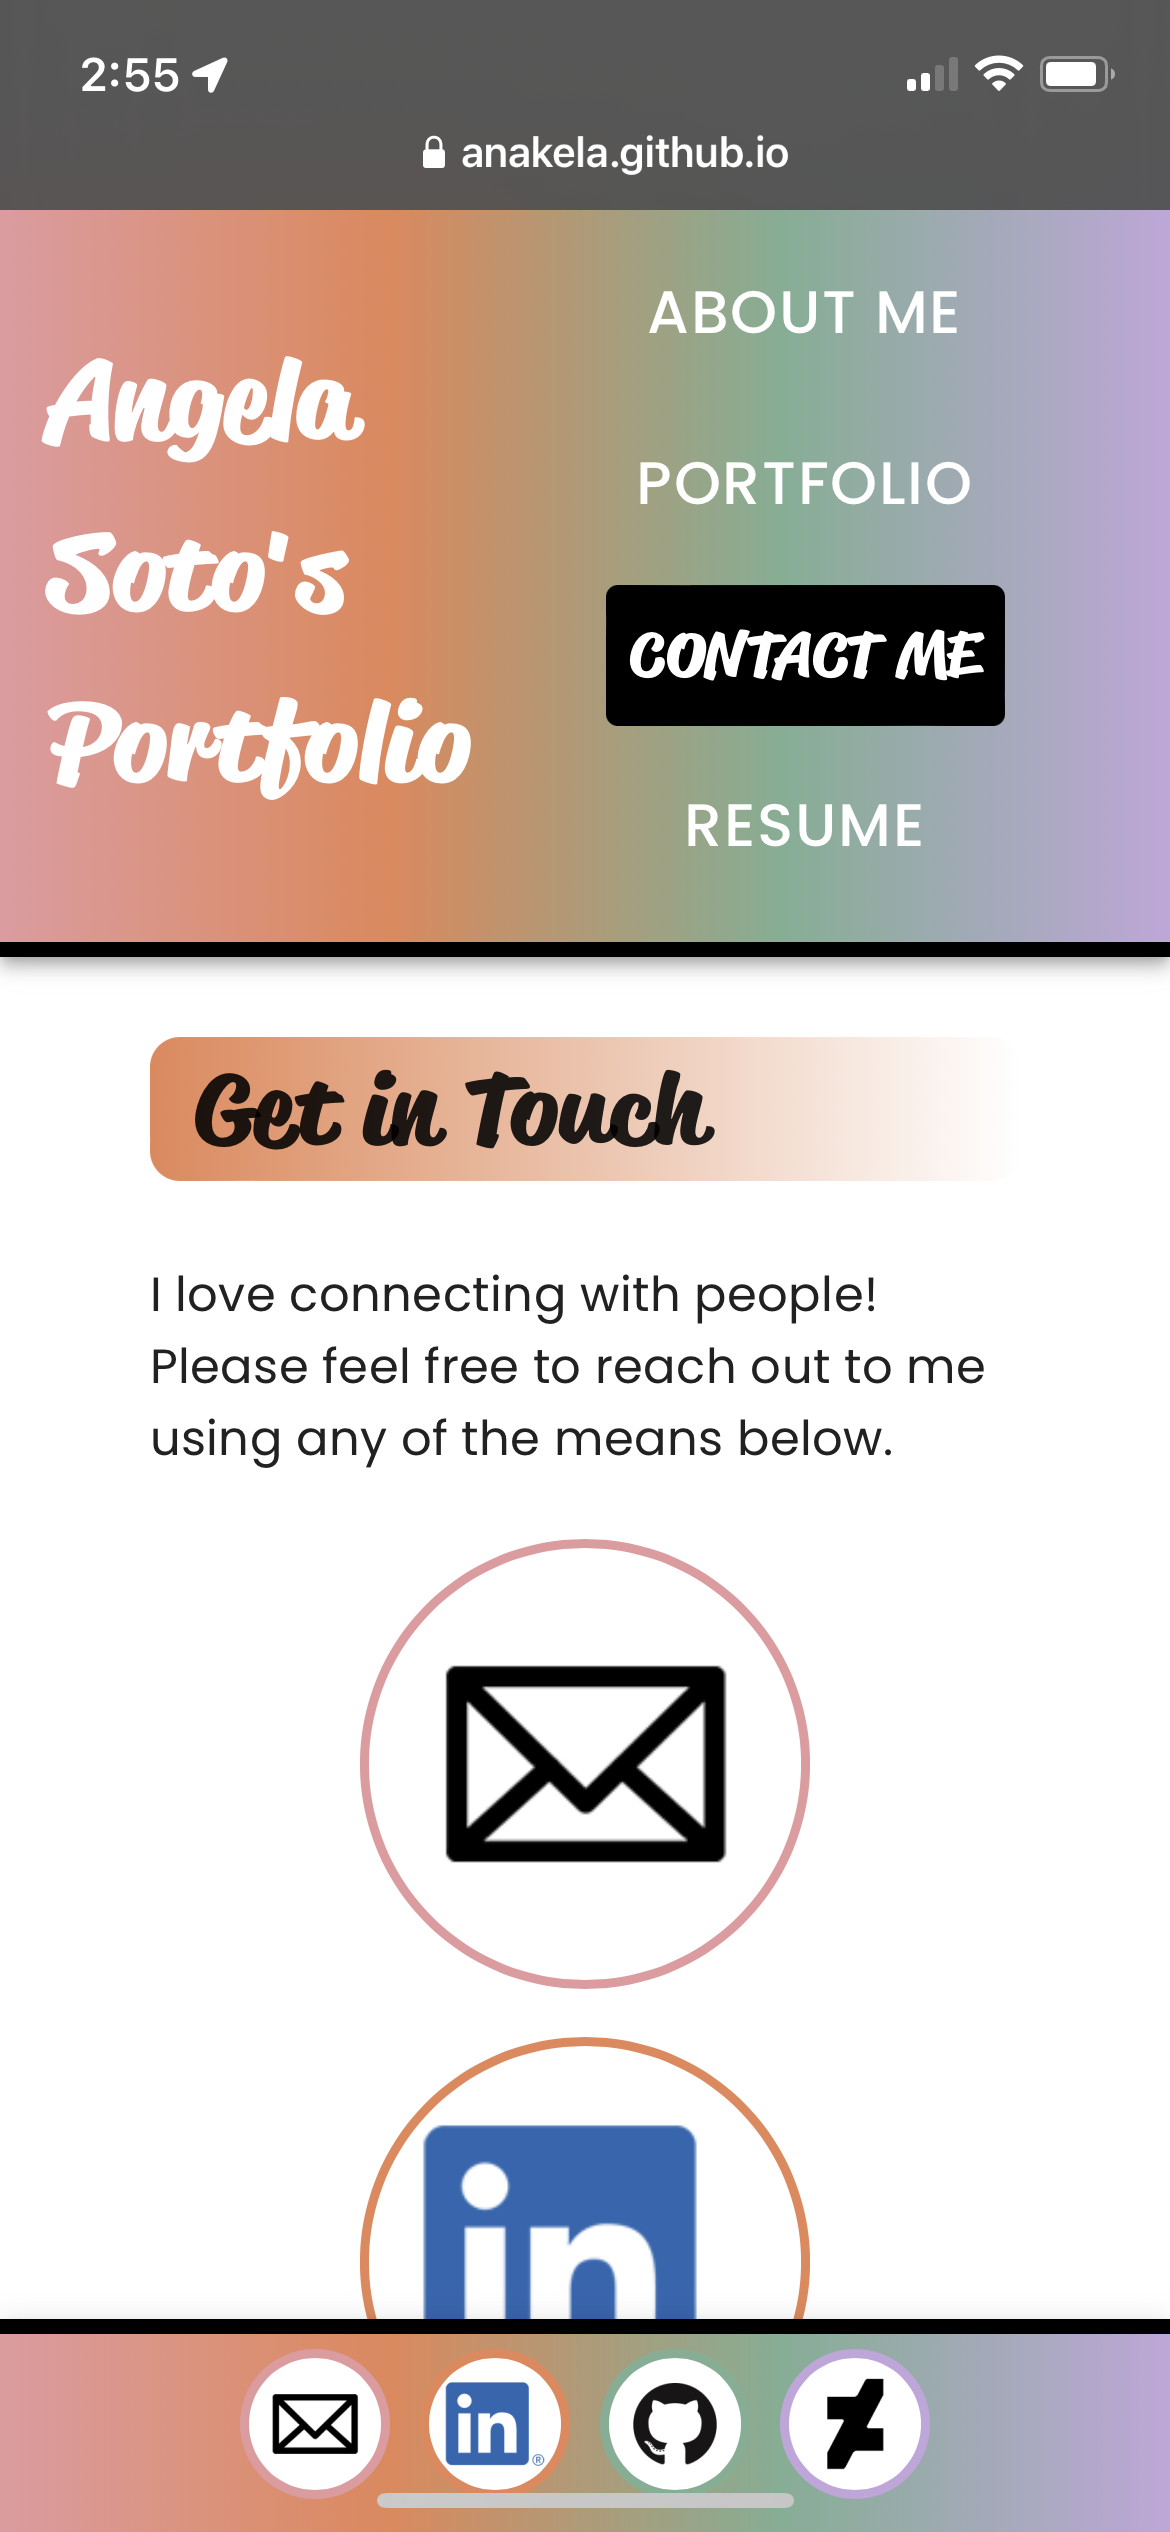 2:55
anakela.github.io
Angela
Soto's
Portfolio
ABOUT ME
PORTFOLIO
CONTACT ME
RESUME
Get in Touch
I love connecting with people!
Please feel free to reach out to me
using any of the means below.
in
in®